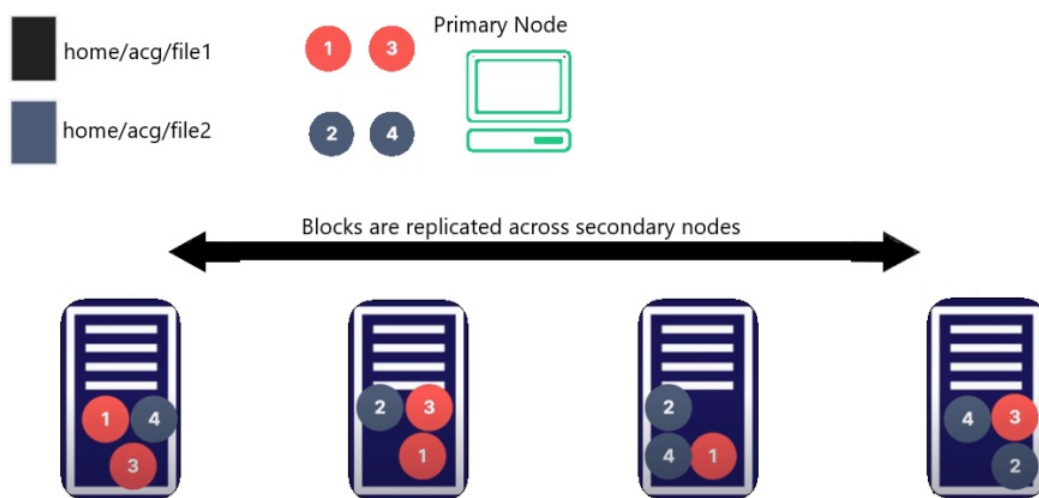 Primary Node
home/acg/file1
1 3
home/acg/file2
2 4
Blocks are replicated across secondary nodes
1 4
3
2 3
1
2
4 1
4 3
2